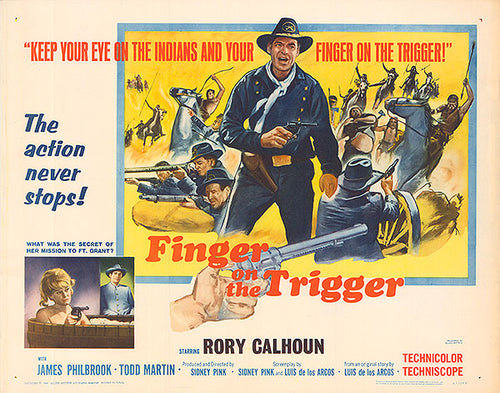 "KEEP YOUR EYE ON THE INDIANS AND YOUR FINGER ON THE TRIGGER!"
The
action
never
stops!
WHAT WAS THE SECRET OF
HER MISSION TO FT. GRANT?
Finger
on
the Trigger
STARRING RORY CALHOUN
WITH
JAMES PHILBROOK · TODD MARTIN ·
Produced and Directed by
SIDNEY PINK ·
Screenplay by
SIDNEY PINK and LUIS de los ARCOS ·
from an original story by
LUIS de los ARCOS
TECHNICOLOR
TECHNISCOPE